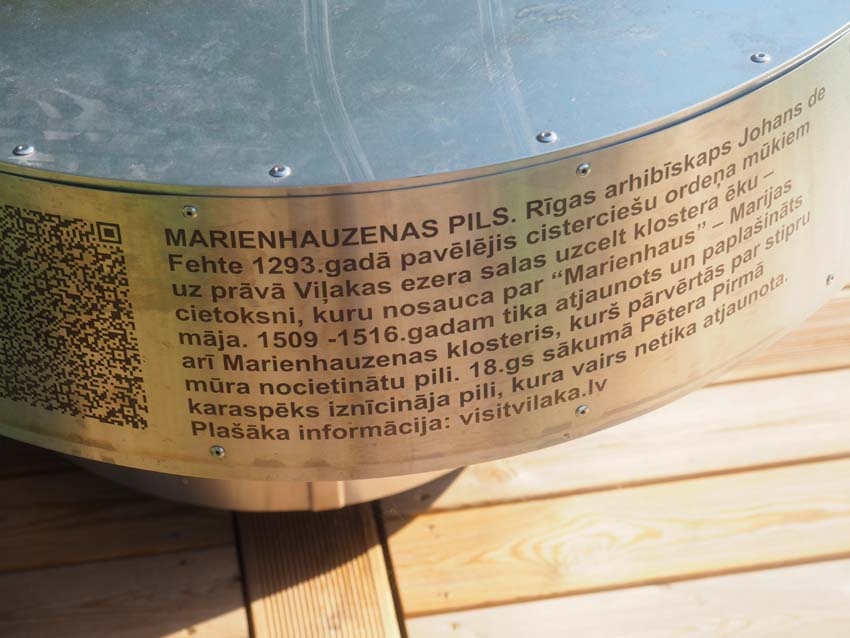 MARIENHAUZENAS PILS. Rīgas arhibīskaps Johans de
Fehte 1293.gadā pavēlējis cisterciešu ordeņa mūkiem
uz prāvā Viļakas ezera salas uzcelt klostera ēku –
cietoksni, kuru nosauca par “Marienhaus” – Marijas
māja. 1509 -1516.gadam tika atjaunots un paplašināts
arī Marienhauzenas klosteris, kurš pārvērtās par stipru
mūra nocietinātu pili. 18.gs sākumā Pētera Pirmā
karaspēks iznīcināja pili, kura vairs netika atjaunota.
Plašāka informācija: visitvilaka.lv